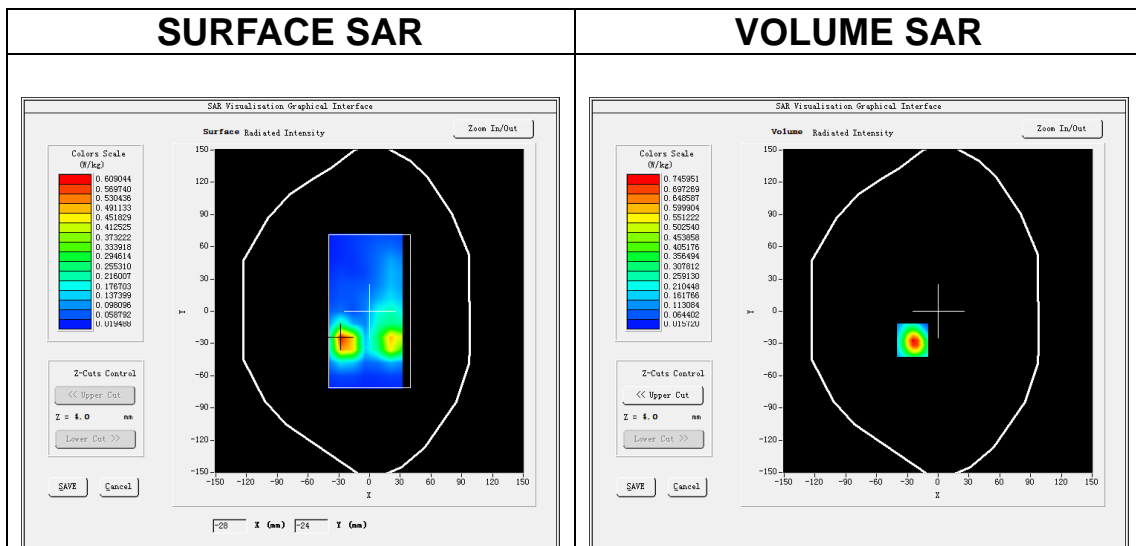 SURFACE SAR
VOLUME SAR
SAR Visualisation Graphical Interface
Surface Radiated Intensity
Zoom In/Out
Colors Scale
(W/kg)
0.609044
0.569740
0.530436
0.491133
0.451829
0.412525
0.373222
0.333918
0.294614
0.255310
0.216007
0.176703
0.137399
0.098096
0.058792
0.019488
Z-Cuts Control
<< Upper Cut
Z = 4.0 mm
Lower Cut >>
SAVE
Cancel
150
120
90
60
30
0
-30
-60
-90
-120
-150
Y
-150 -120 -90 -60 -30 0 30 60 90 120 150
X
-28 X (mm) -24 Y (mm)
SAR Visualisation Graphical Interface
Volume Radiated Intensity
Zoom In/Out
Colors Scale
(W/kg)
0.745951
0.697269
0.648587
0.599904
0.551222
0.502540
0.453858
0.405176
0.356494
0.307812
0.259130
0.210448
0.161766
0.113084
0.064402
0.015720
Z-Cuts Control
<< Upper Cut
Z = 4.0 mm
Lower Cut >>
SAVE
Cancel
150
120
90
60
30
0
-30
-60
-90
-120
-150
Y
-150 -120 -90 -60 -30 0 30 60 90 120 150
X